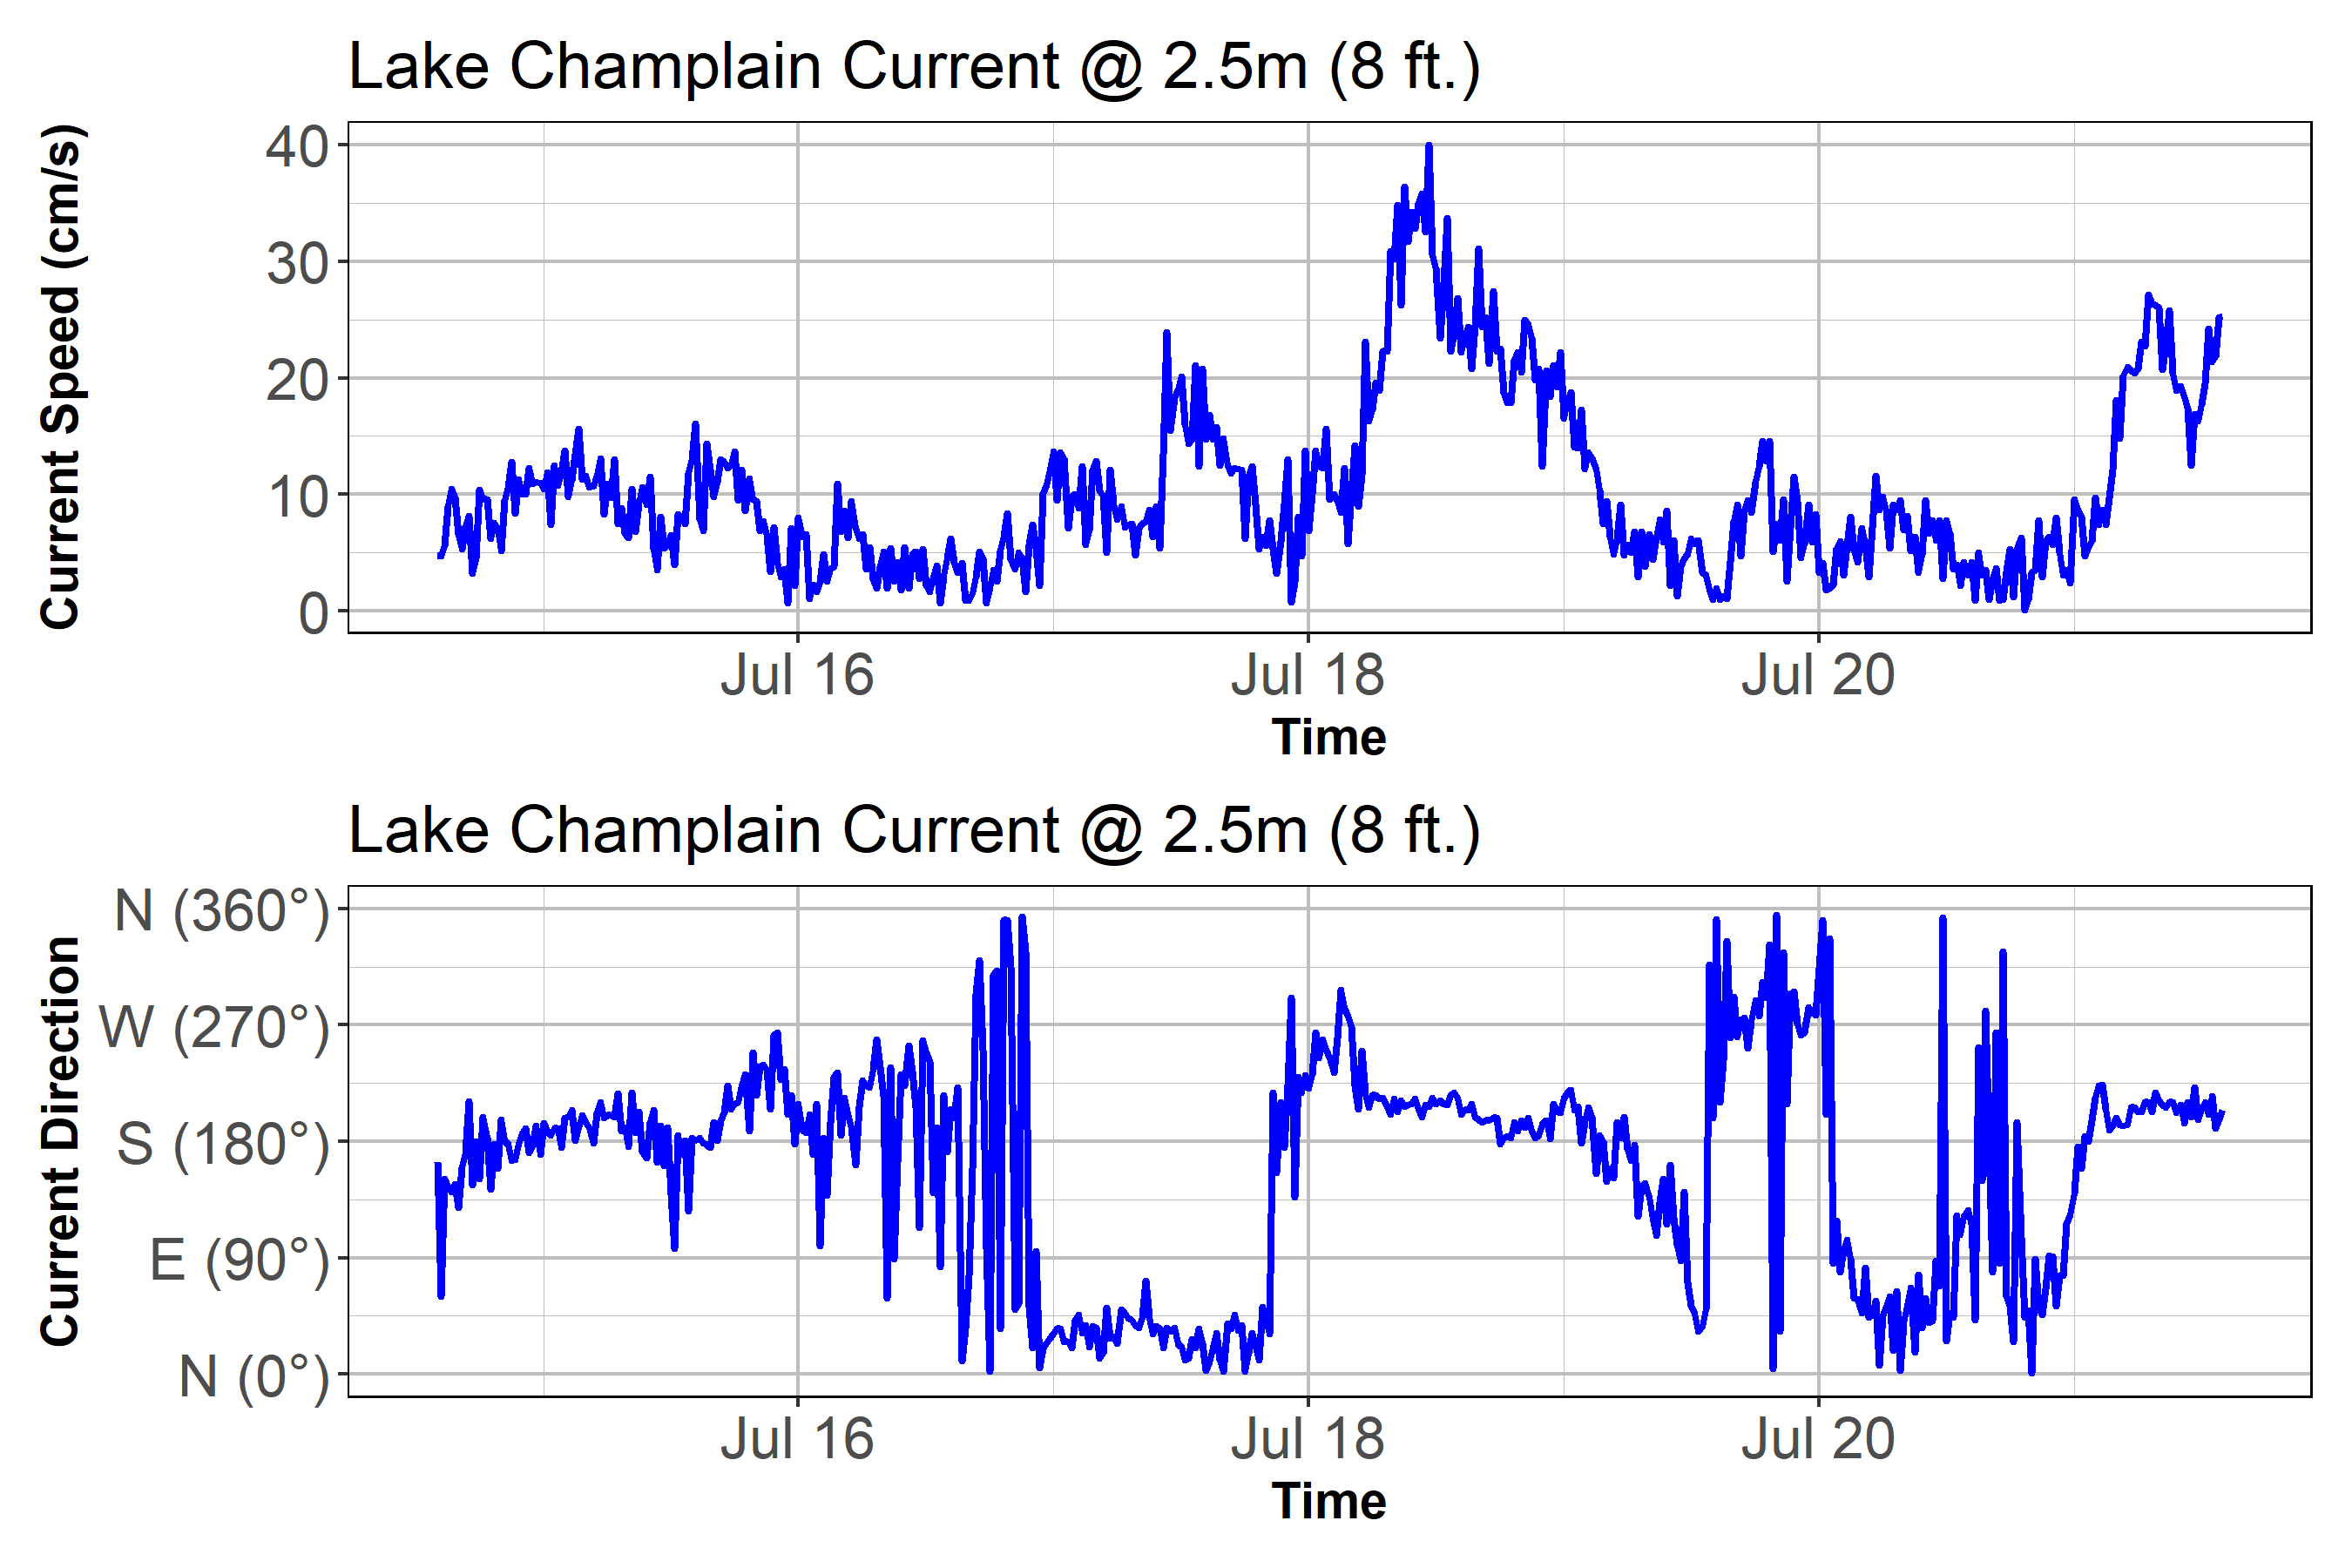 Lake Champlain Current @ 2.5m (8 ft.)
Current Speed (cm/s)
40
30
20
10
0
Jul 16 Jul 18 Jul 20
Time
Lake Champlain Current @ 2.5m (8 ft.)
Current Direction
N (360°)
W (270°)
S (180°)
E (90°)
N (0°)
Jul 16 Jul 18 Jul 20
Time